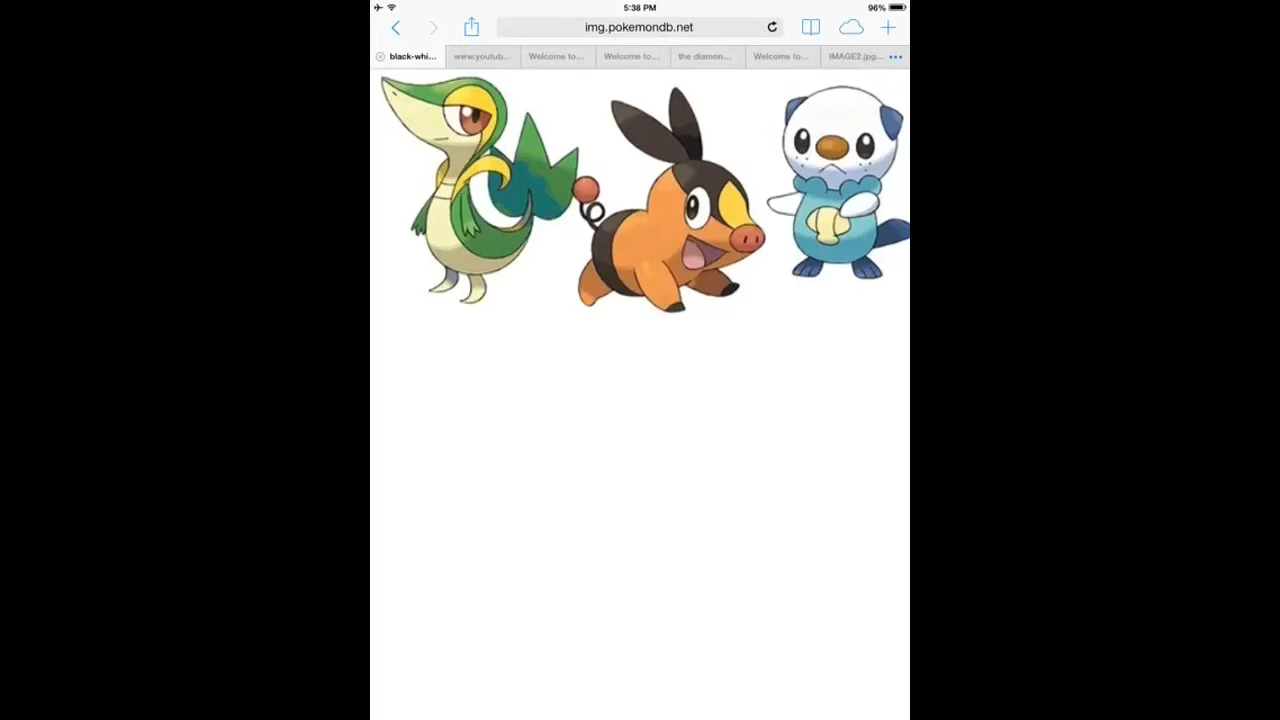 5:38 PM
96%
img.pokemondb.net
black-whi...
www.youtub...
Welcome to...
Welcome to...
the diamon...
Welcome to...
IMAGE2.jpg...